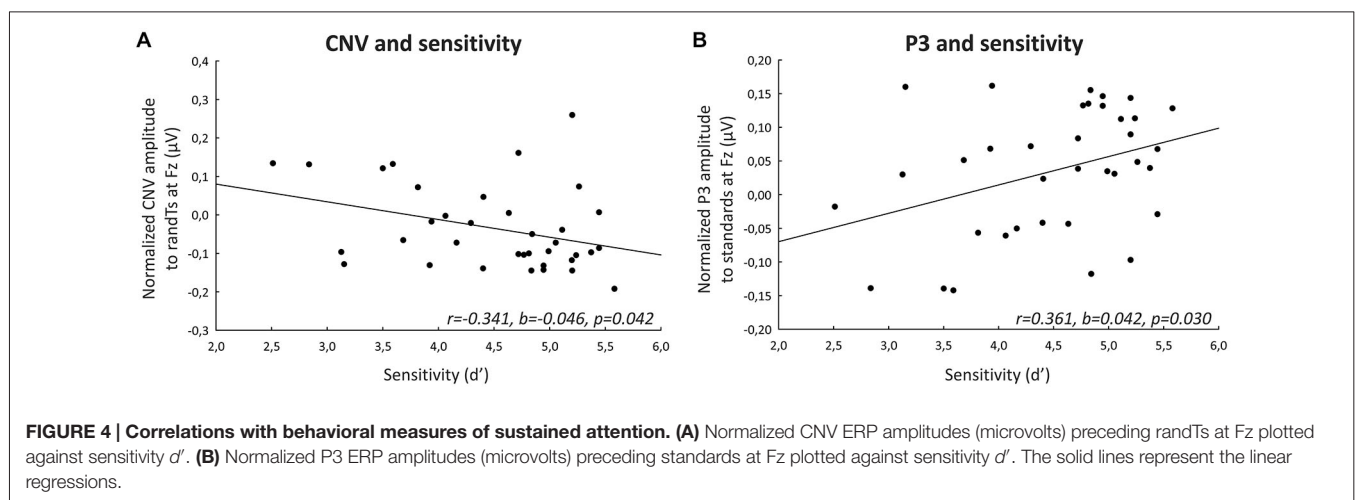 A
CNV and sensitivity
Normalized CNV amplitude
to randTs at Fz (µV)
0,4
0,3
0,2
0,1
0,0
-0,1
-0,2
-0,3
r=-0.341, b=-0.046, p=0.042
2,0 2,5 3,0 3,5 4,0 4,5 5,0 5,5 6,0
Sensitivity (d’)
B
P3 and sensitivity
Normalized P3 amplitude
to standards at Fz (µV)
0,20
0,15
0,10
0,05
0,00
-0,05
-0,10
-0,15
-0,20
r=0.361, b=0.042, p=0.030
2,0 2,5 3,0 3,5 4,0 4,5 5,0 5,5 6,0
Sensitivity (d’)
FIGURE 4 | Correlations with behavioral measures of sustained attention. (A) Normalized CNV ERP amplitudes (microvolts) preceding randTs at Fz plotted
against sensitivity d′. (B) Normalized P3 ERP amplitudes (microvolts) preceding standards at Fz plotted against sensitivity d′. The solid lines represent the linear
regressions.